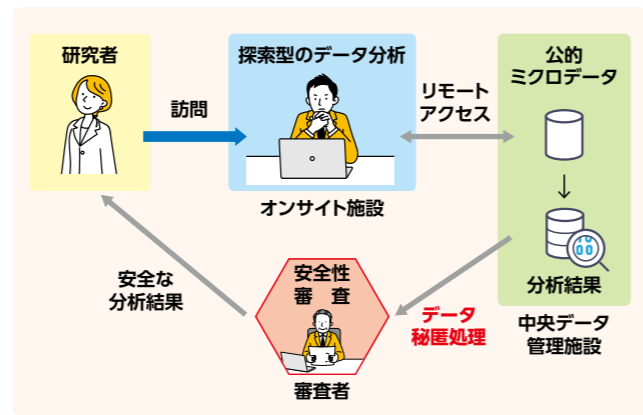 研究者
訪問
探索型のデータ分析
オンサイト施設
リモート
アクセス
公的
ミクロデータ
分析結果
中央データ
管理施設
データ
秘匿処理
安全性
審 査
審査者
安全な
分析結果